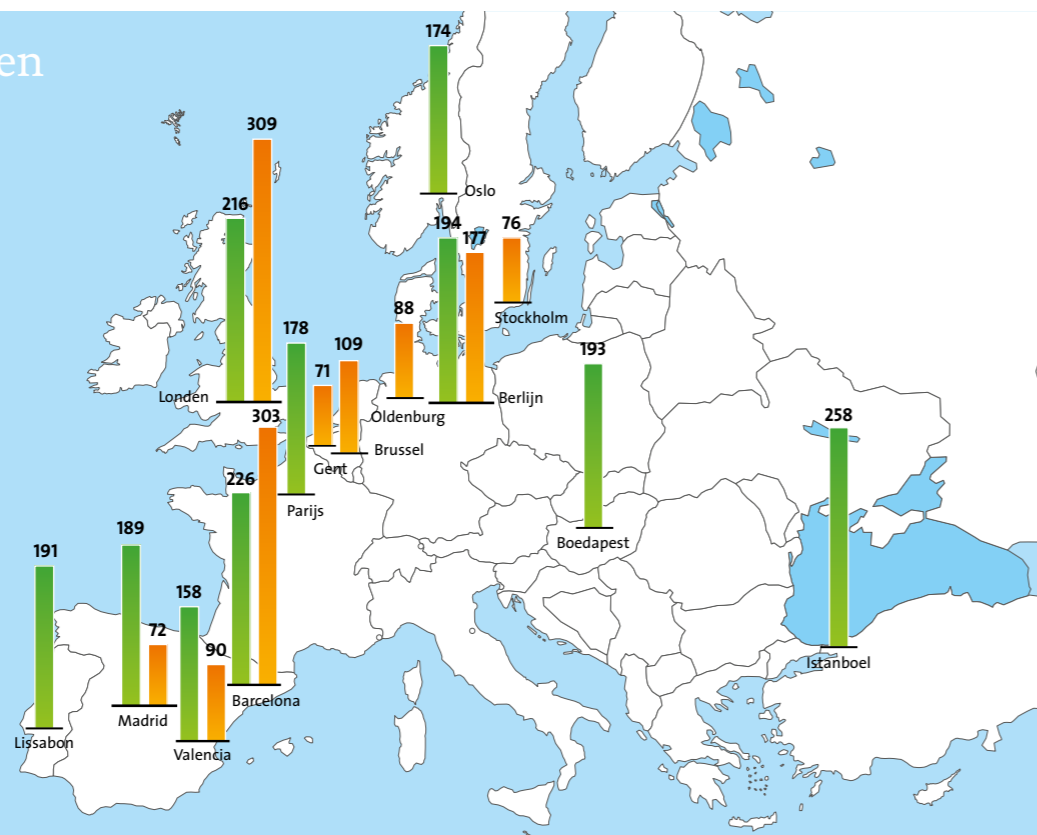 en
174
Oslo
309
216
Londen
194
177
Berlijn
76
Stockholm
88
Oldenburg
178
Parijs
71
Gent
109
Brussel
193
Boedapest
258
Istanboel
303
226
Barcelona
189
72
Madrid
158
90
Valencia
191
Lissabon